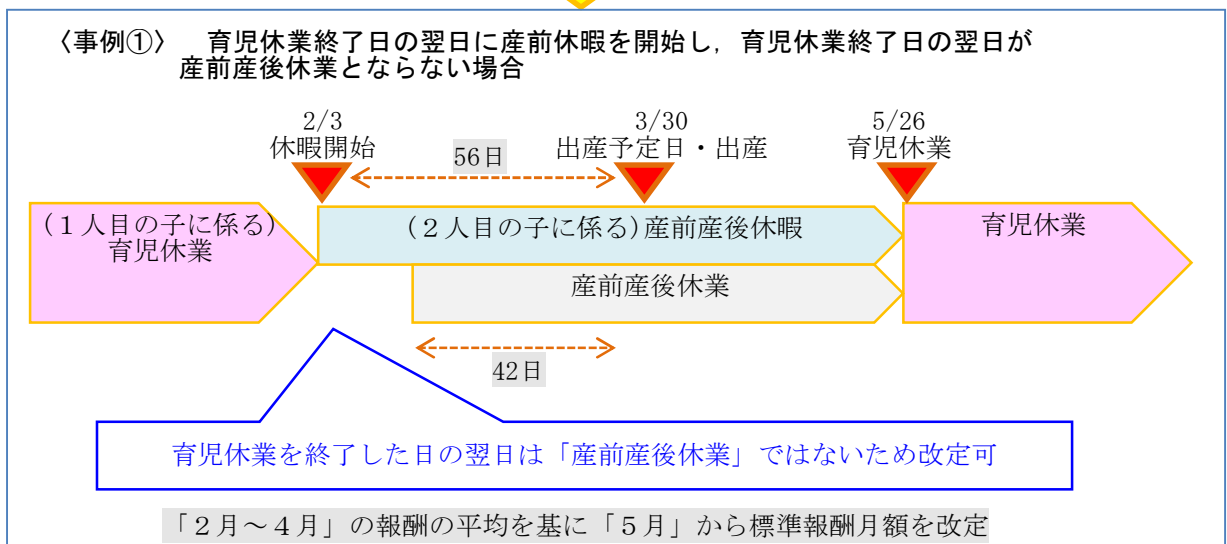 〈事例①〉　育児休業終了日の翌日に産前休暇を開始し，育児休業終了日の翌日が
産前産後休業とならない場合
2/3
休暇開始
56日
3/30
出産予定日・出産
5/26
育児休業
(１人目の子に係る)
育児休業
(２人目の子に係る)産前産後休暇
育児休業
産前産後休業
42日
育児休業を終了した日の翌日は「産前産後休業」ではないため改定可
「２月～４月」の報酬の平均を基に「５月」から標準報酬月額を改定